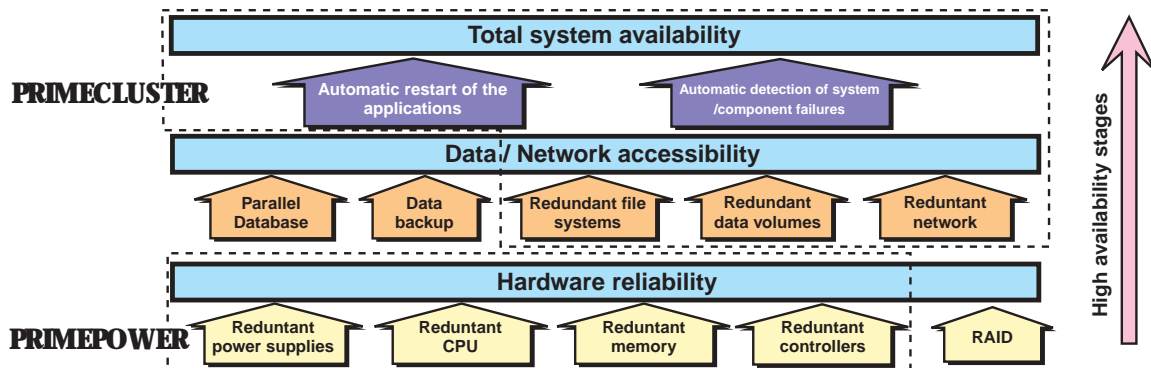 Total system availability
PRIMECLUSTER
Automatic restart of the
applications
Automatic detection of system
/component failures
Data / Network accessibility
Parallel
Database
Data
backup
Redundant file
systems
Redundant
data volumes
Reduntant
network
Hardware reliability
PRIMEPOWER
Reduntant
power supplies
Reduntant
CPU
Reduntant
memory
Reduntant
controllers
RAID
High availability stages